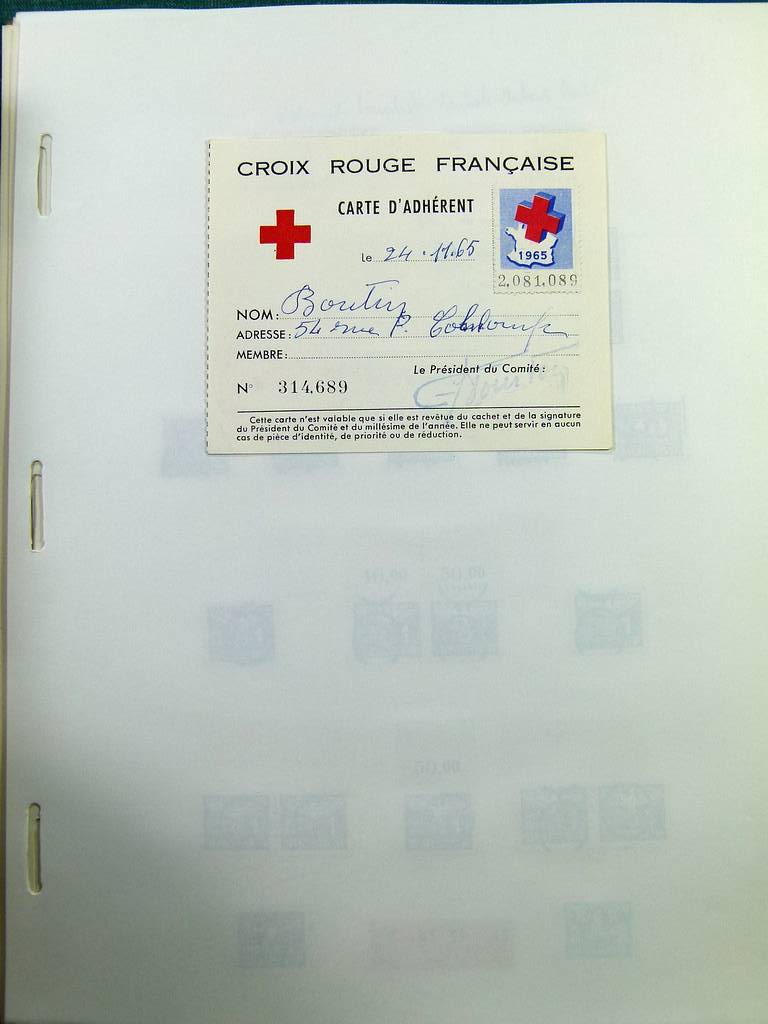 CROIX ROUGE FRANÇAISE
CARTE D'ADHÉRENT
Le 24.11.65
1965
2.081.089
NOM: Boutin
ADRESSE: 54 rue P.
MEMBRE:
Le Président du Comité:
N° 314.689
Cette carte n'est valable que si elle est revêtue du cachet et de la signature
du Président du Comité et du millésime de l'année. Elle ne peut servir en aucun
cas de pièce d'identité, de priorité ou de réduction.